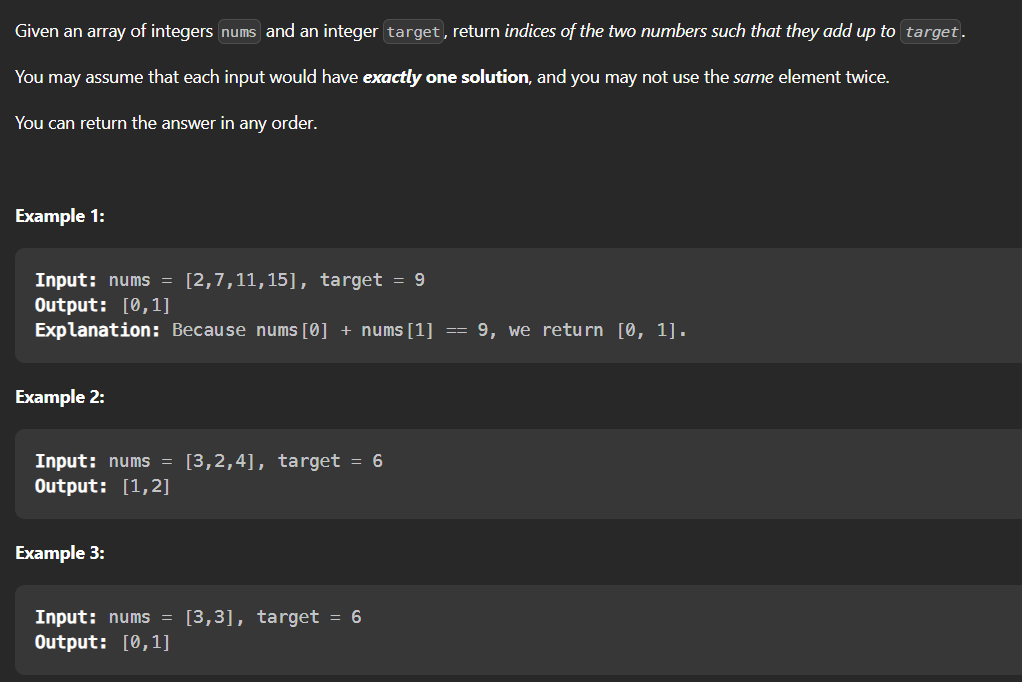 Given an array of integers nums and an integer target, return indices of the two numbers such that they add up to target.
You may assume that each input would have exactly one solution, and you may not use the same element twice.
You can return the answer in any order.
Example 1:
Input: nums = [2,7,11,15], target = 9
Output: [0,1]
Explanation: Because nums[0] + nums[1] == 9, we return [0, 1].
Example 2:
Input: nums = [3,2,4], target = 6
Output: [1,2]
Example 3:
Input: nums = [3,3], target = 6
Output: [0,1]